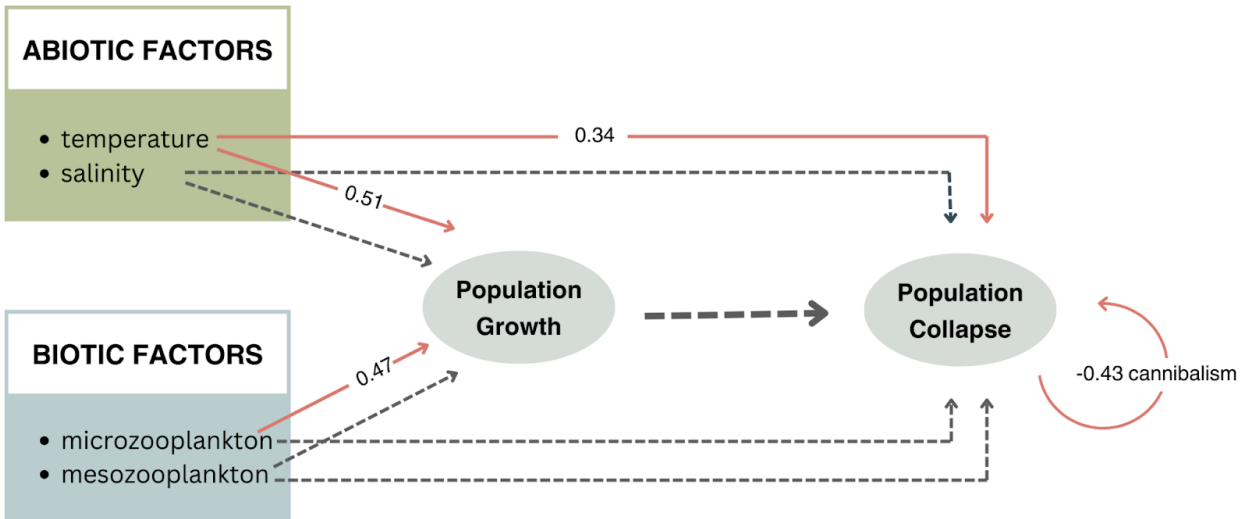 ABIOTIC FACTORS
• temperature
• salinity
0.34
0.51
Population
Growth
Population
Collapse
BIOTIC FACTORS
0.47
-0.43 cannibalism
• microzooplankton
• mesozooplankton